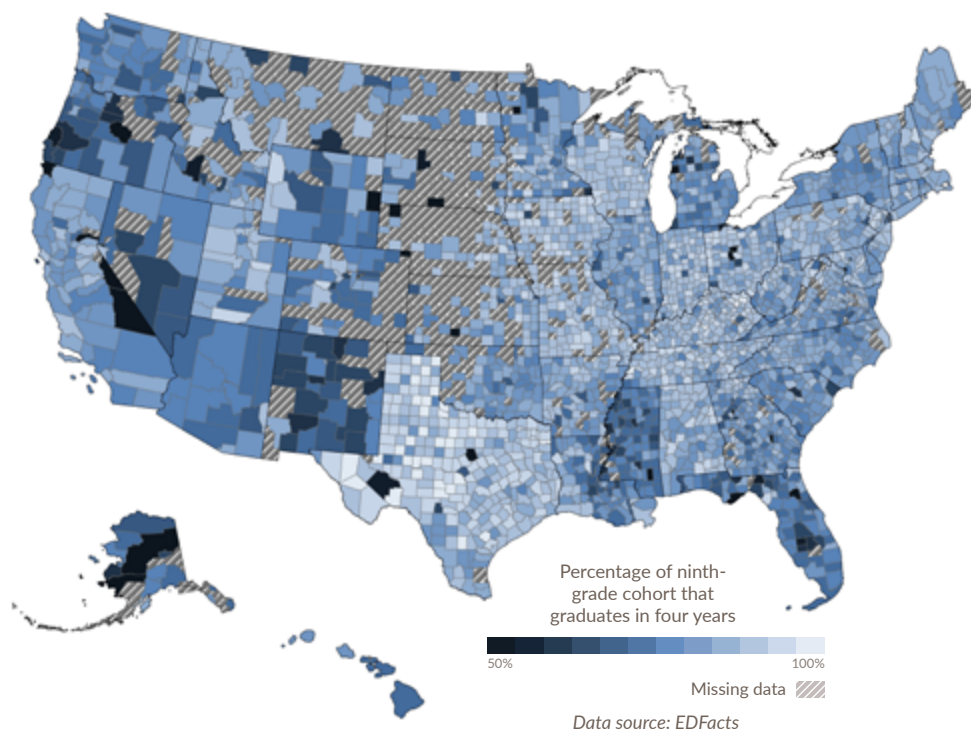 Percentage of ninth-
grade cohort that
graduates in four years
50% 100%
Missing data
Data source: EDFacts